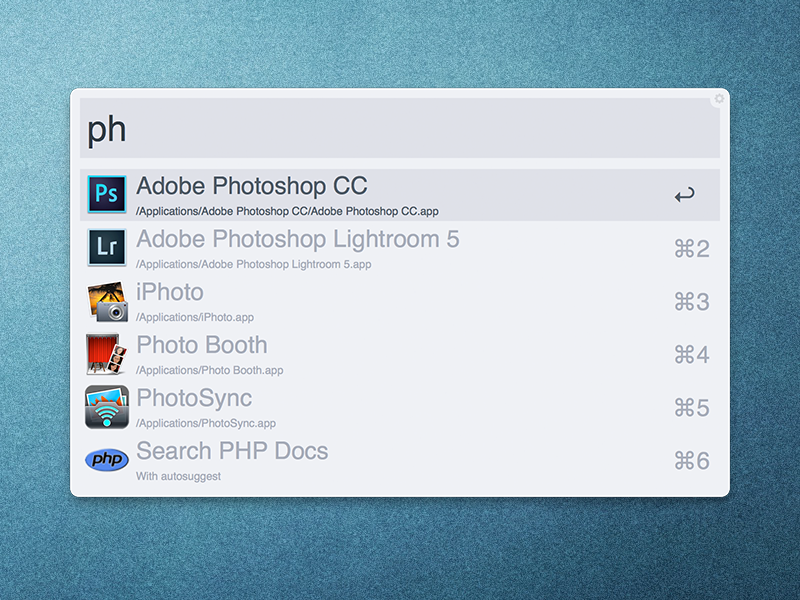 ph
Ps
Adobe Photoshop CC
/Applications/Adobe Photoshop CC/Adobe Photoshop CC.app
↩
Lr
Adobe Photoshop Lightroom 5
/Applications/Adobe Photoshop Lightroom 5.app
⌘2
iPhoto
/Applications/iPhoto.app
⌘3
Photo Booth
/Applications/Photo Booth.app
⌘4
PhotoSync
/Applications/PhotoSync.app
⌘5
php
Search PHP Docs
With autosuggest
⌘6